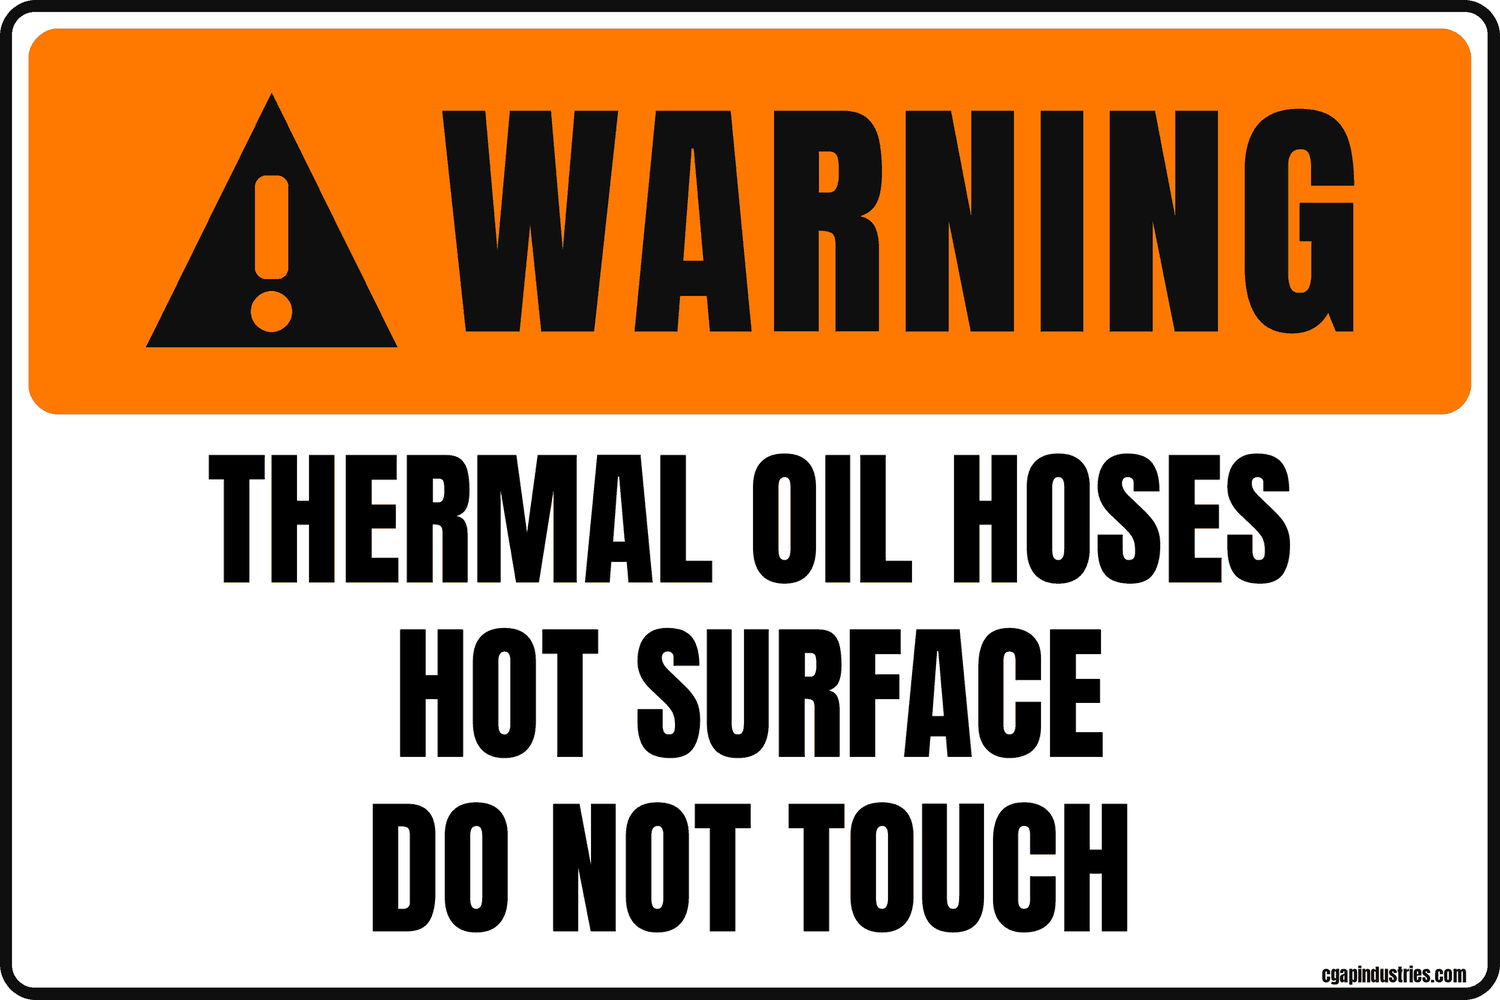 WARNING
THERMAL OIL HOSES
HOT SURFACE
DO NOT TOUCH
cgapindustries.com